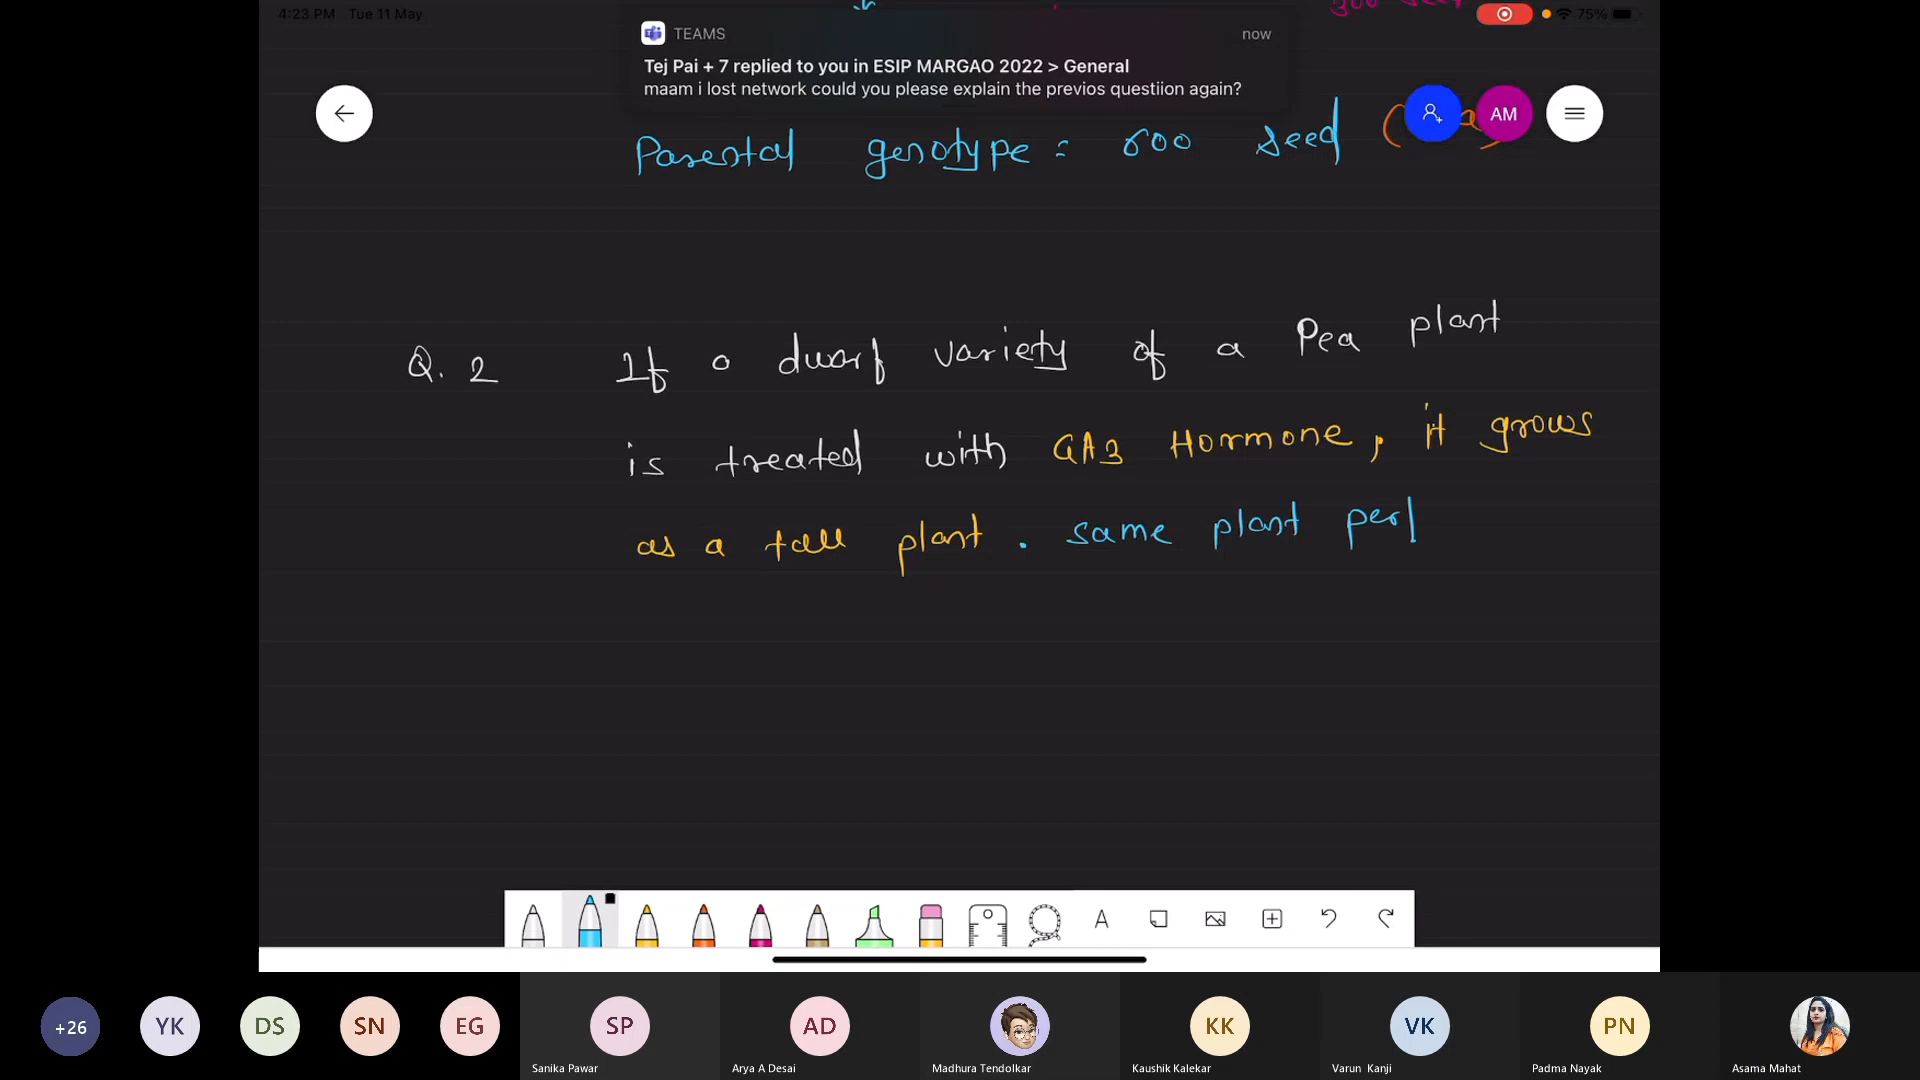 4:23 PM Tue 11 May
75%
TEAMS
now
Tej Pai + 7 replied to you in ESIP MARGAO 2022 > General
maam i lost network could you please explain the previos questiion again?
AM
Parental genotype = 600 seed
Q. 2 If a dwarf variety of a Pea plant
is treated with GA3 Hormone, it grows
as a tall plant. same plant per
A
+26
YK
DS
SN
EG
SP
AD
KK
VK
PN
Sanika Pawar
Arya A Desai
Madhura Tendolkar
Kaushik Kalekar
Varun Kanji
Padma Nayak
Asama Mahat